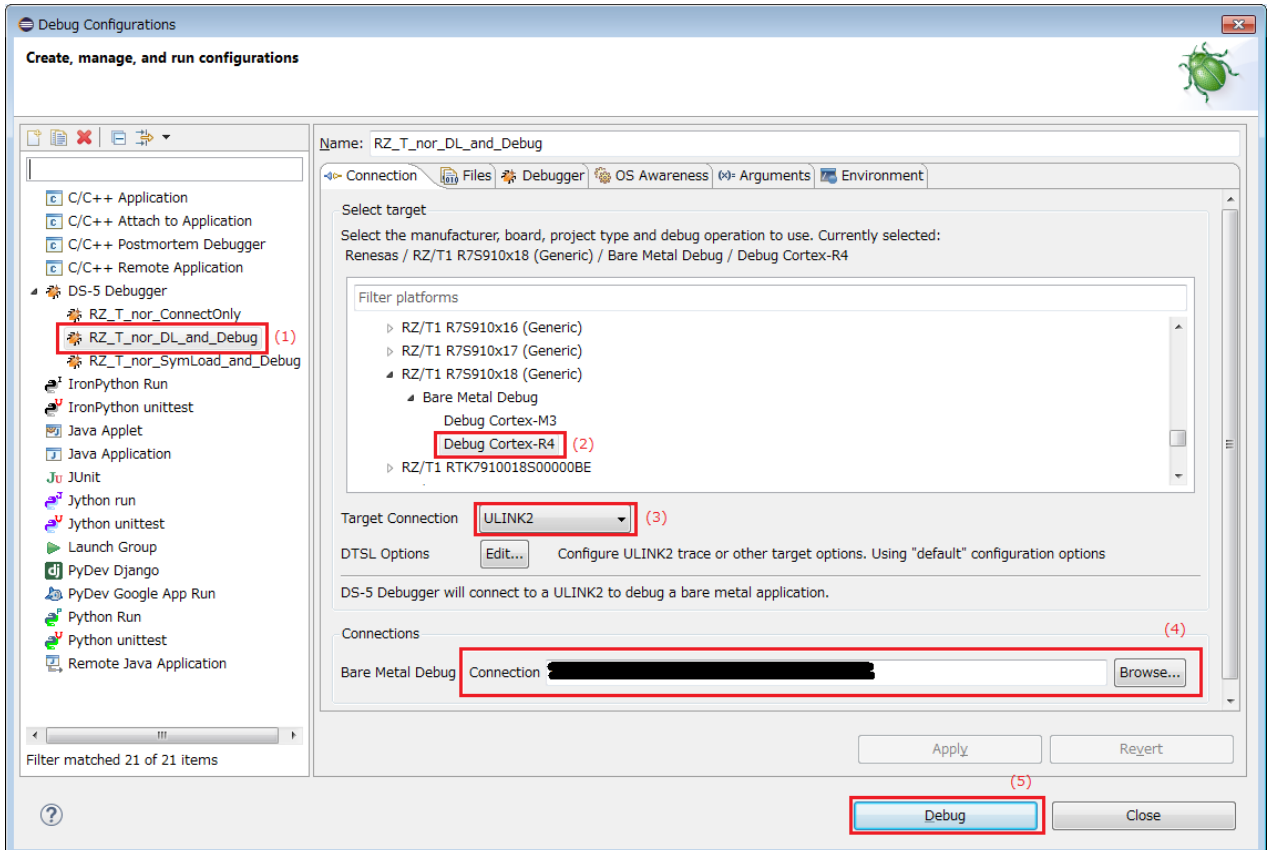 Debug Configurations
Create, manage, and run configurations
Name: RZ_T_nor_DL_and_Debug
Connection Files Debugger OS Awareness Arguments Environment
C/C++ Application
C/C++ Attach to Application
C/C++ Postmortem Debugger
C/C++ Remote Application
DS-5 Debugger
RZ_T_nor_ConnectOnly
RZ_T_nor_DL_and_Debug (1)
RZ_T_nor_SymLoad_and_Debug
IronPython Run
IronPython unittest
Java Applet
Java Application
JUnit
Jython run
Jython unittest
Launch Group
PyDev Django
PyDev Google App Run
Python Run
Python unittest
Remote Java Application
Filter matched 21 of 21 items
Select target
Select the manufacturer, board, project type and debug operation to use. Currently selected:
Renesas / RZ/T1 R7S910x18 (Generic) / Bare Metal Debug / Debug Cortex-R4
Filter platforms
RZ/T1 R7S910x16 (Generic)
RZ/T1 R7S910x17 (Generic)
RZ/T1 R7S910x18 (Generic)
Bare Metal Debug
Debug Cortex-M3
Debug Cortex-R4 (2)
RZ/T1 RTK7910018S00000BE
Target Connection ULINK2 (3)
DTSL Options Edit... Configure ULINK2 trace or other target options. Using "default" configuration options
DS-5 Debugger will connect to a ULINK2 to debug a bare metal application.
Connections (4)
Bare Metal Debug Connection Browse...
Apply Revert
(5)
Debug Close